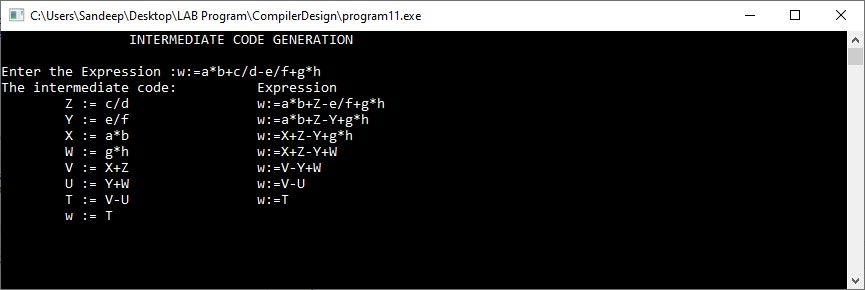 C:\Users\Sandeep\Desktop\LAB Program\CompilerDesign\program11.exe
INTERMEDIATE CODE GENERATION
Enter the Expression :w:=a*b+c/d-e/f+g*h
The intermediate code: Expression
Z := c/d w:=a*b+Z-e/f+g*h
Y := e/f w:=a*b+Z-Y+g*h
X := a*b w:=X+Z-Y+g*h
W := g*h w:=X+Z-Y+W
V := X+Z w:=V-Y+W
U := Y+W w:=V-U
T := V-U w:=T
w := T